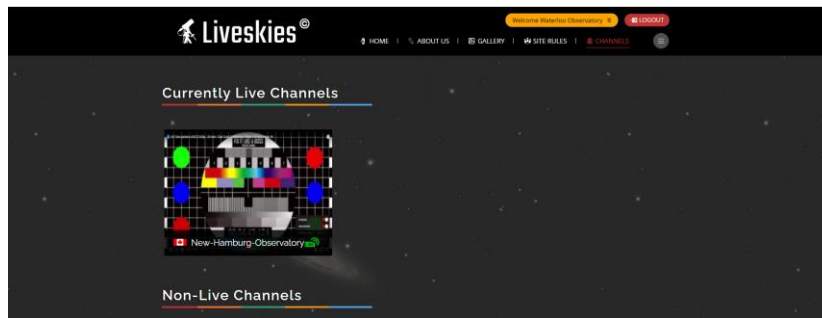 Liveskies©
Welcome Waterloo Observatory
LOGOUT
HOME
ABOUT US
GALLERY
SITE RULES
CHANNELS
Currently Live Channels
New-Hamburg-Observatory
Non-Live Channels